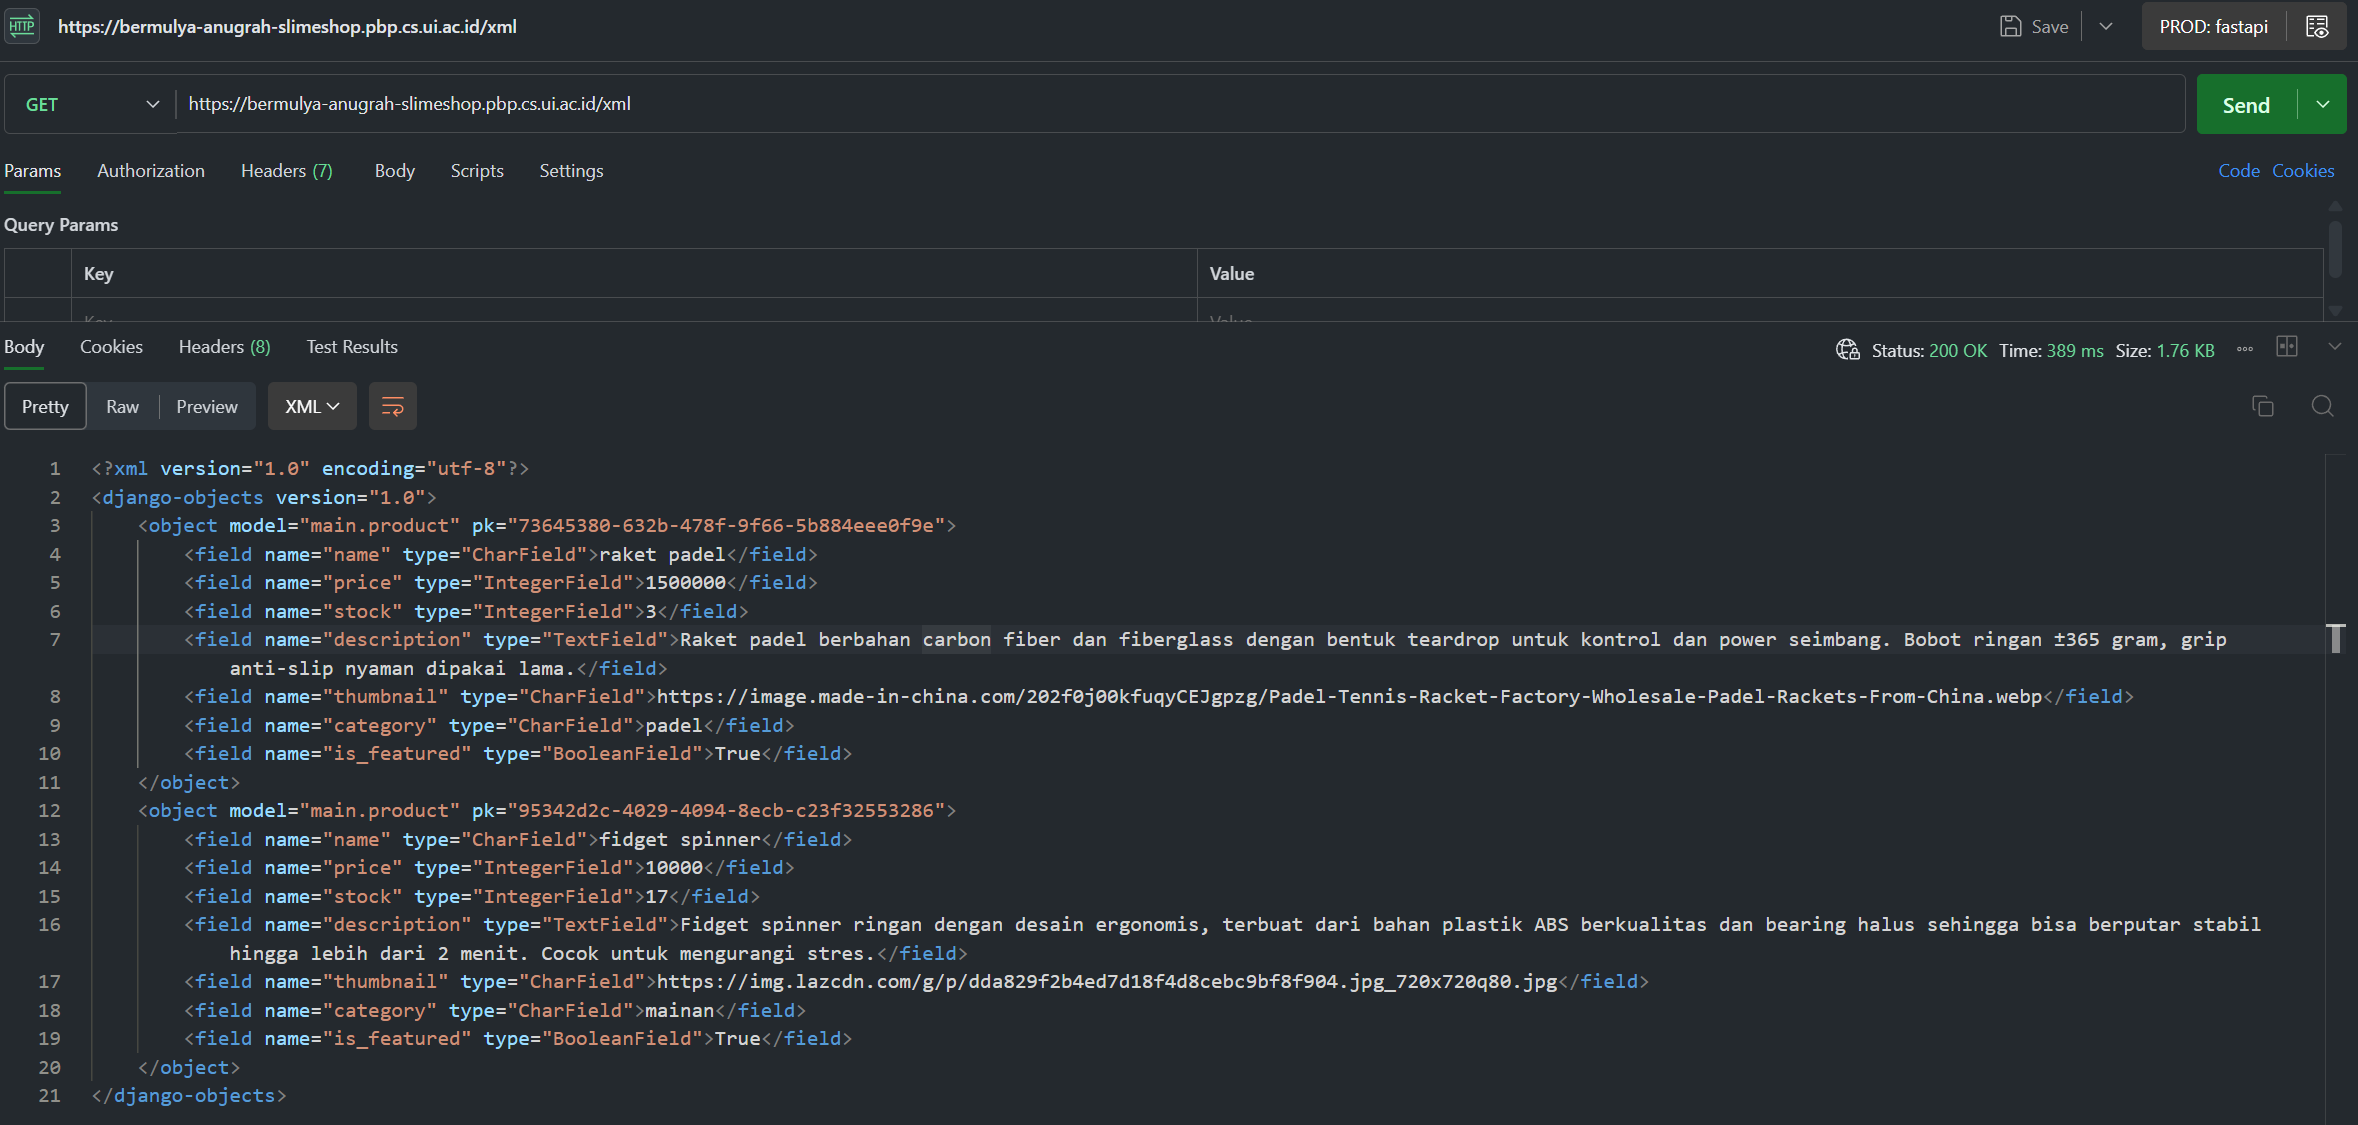 HTTP https://bermulya-anugrah-slimeshop.pbp.cs.ui.ac.id/xml Save PROD: fastapi
GET https://bermulya-anugrah-slimeshop.pbp.cs.ui.ac.id/xml Send
Params Authorization Headers (7) Body Scripts Settings Code Cookies
Query Params
Key Value
Key Value
Body Cookies Headers (8) Test Results Status: 200 OK Time: 389 ms Size: 1.76 KB
Pretty Raw Preview XML
1 <?xml version="1.0" encoding="utf-8"?>
2 <django-objects version="1.0">
3 <object model="main.product" pk="73645380-632b-478f-9f66-5b884eee0f9e">
4 <field name="name" type="CharField">raket padel</field>
5 <field name="price" type="IntegerField">1500000</field>
6 <field name="stock" type="IntegerField">3</field>
7 <field name="description" type="TextField">Raket padel berbahan carbon fiber dan fiberglass dengan bentuk teardrop untuk kontrol dan power seimbang. Bobot ringan ±365 gram, grip
anti-slip nyaman dipakai lama.</field>
8 <field name="thumbnail" type="CharField">https://image.made-in-china.com/202f0j00kfuqyCEJgpzg/Padel-Tennis-Racket-Factory-Wholesale-Padel-Rackets-From-China.webp</field>
9 <field name="category" type="CharField">padel</field>
10 <field name="is_featured" type="BooleanField">True</field>
11 </object>
12 <object model="main.product" pk="95342d2c-4029-4094-8ecb-c23f32553286">
13 <field name="name" type="CharField">fidget spinner</field>
14 <field name="price" type="IntegerField">10000</field>
15 <field name="stock" type="IntegerField">17</field>
16 <field name="description" type="TextField">Fidget spinner ringan dengan desain ergonomis, terbuat dari bahan plastik ABS berkualitas dan bearing halus sehingga bisa berputar stabil
hingga lebih dari 2 menit. Cocok untuk mengurangi stres.</field>
17 <field name="thumbnail" type="CharField">https://img.lazcdn.com/g/p/dda829f2b4ed7d18f4d8cebc9bf8f904.jpg_720x720q80.jpg</field>
18 <field name="category" type="CharField">mainan</field>
19 <field name="is_featured" type="BooleanField">True</field>
20 </object>
21 </django-objects>